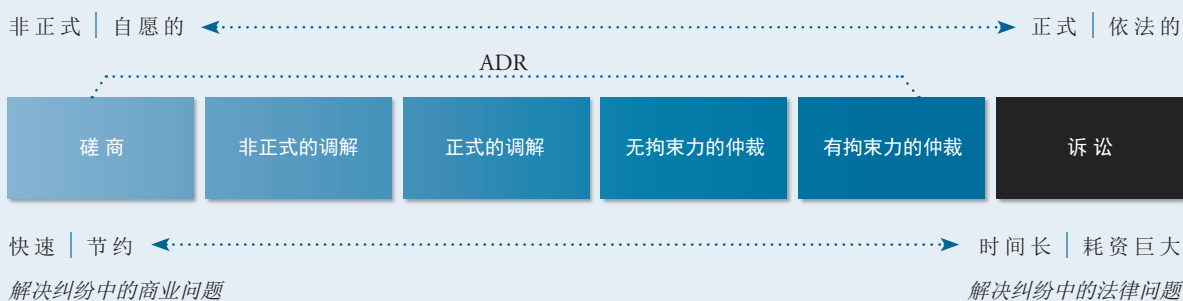 非正式 | 自愿的 正式 | 依法的
ADR
磋商 非正式的调解 正式的调解 无拘束力的仲裁 有拘束力的仲裁 诉讼
快速 | 节约 时间长 | 耗资巨大
解决纠纷中的商业问题 解决纠纷中的法律问题